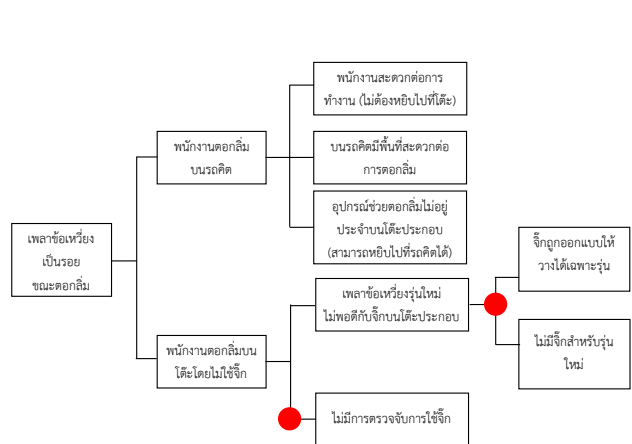 พนักงานสะดวกต่อการ
ทำงาน (ไม่ต้องหยิบไปที่โต๊ะ)
พนักงานตอกลิ่ม
บนรถคิต
บนรถคิตมีพื้นที่สะดวกต่อ
การตอกลิ่ม
อุปกรณ์ช่วยตอกลิ่มไม่อยู่
ประจำบนโต๊ะประกอบ
(สามารถหยิบไปที่รถคิตได้)
เพลาข้อเหวี่ยง
เป็นรอย
ขณะตอกลิ่ม
จิ๊กถูกออกแบบให้
วางได้เฉพาะรุ่น
เพลาข้อเหวี่ยงรุ่นใหม่
ไม่พอดีกับจิ๊กบนโต๊ะประกอบ
พนักงานตอกลิ่มบน
โต๊ะโดยไม่ใช้จิ๊ก
ไม่มีจิ๊กสำหรับรุ่น
ใหม่
ไม่มีการตรวจจับการใช้จิ๊ก